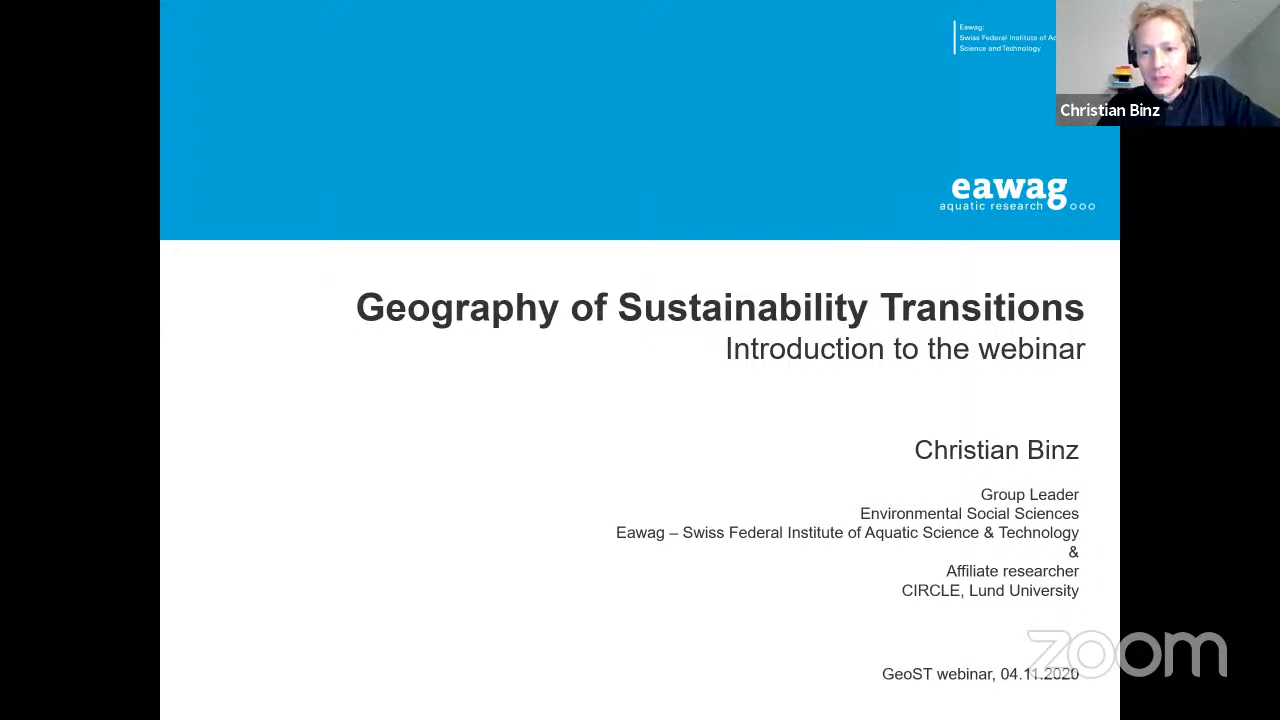 Eawag:
Swiss Federal Institute of
Science and Technology
Christian Binz
eawag
aquatic research
Geography of Sustainability Transitions
Introduction to the webinar
Christian Binz
Group Leader
Environmental Social Sciences
Eawag – Swiss Federal Institute of Aquatic Science & Technology
&
Affiliate researcher
CIRCLE, Lund University
zoom
GeoST webinar, 04.11.2020